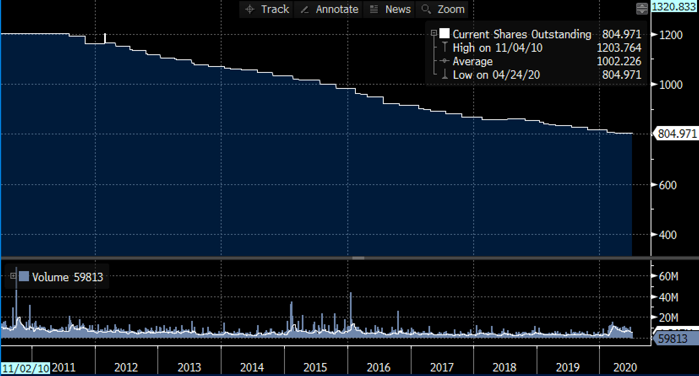 Track Annotate News Zoom
1320.833
Current Shares Outstanding 804.971
High on 11/04/10 1203.764
Average 1002.226
Low on 04/24/20 804.971
1200
1000
804.971
600
400
Volume 59813
60M
40M
20M
59813
11/02/10 2011 2012 2013 2014 2015 2016 2017 2018 2019 2020